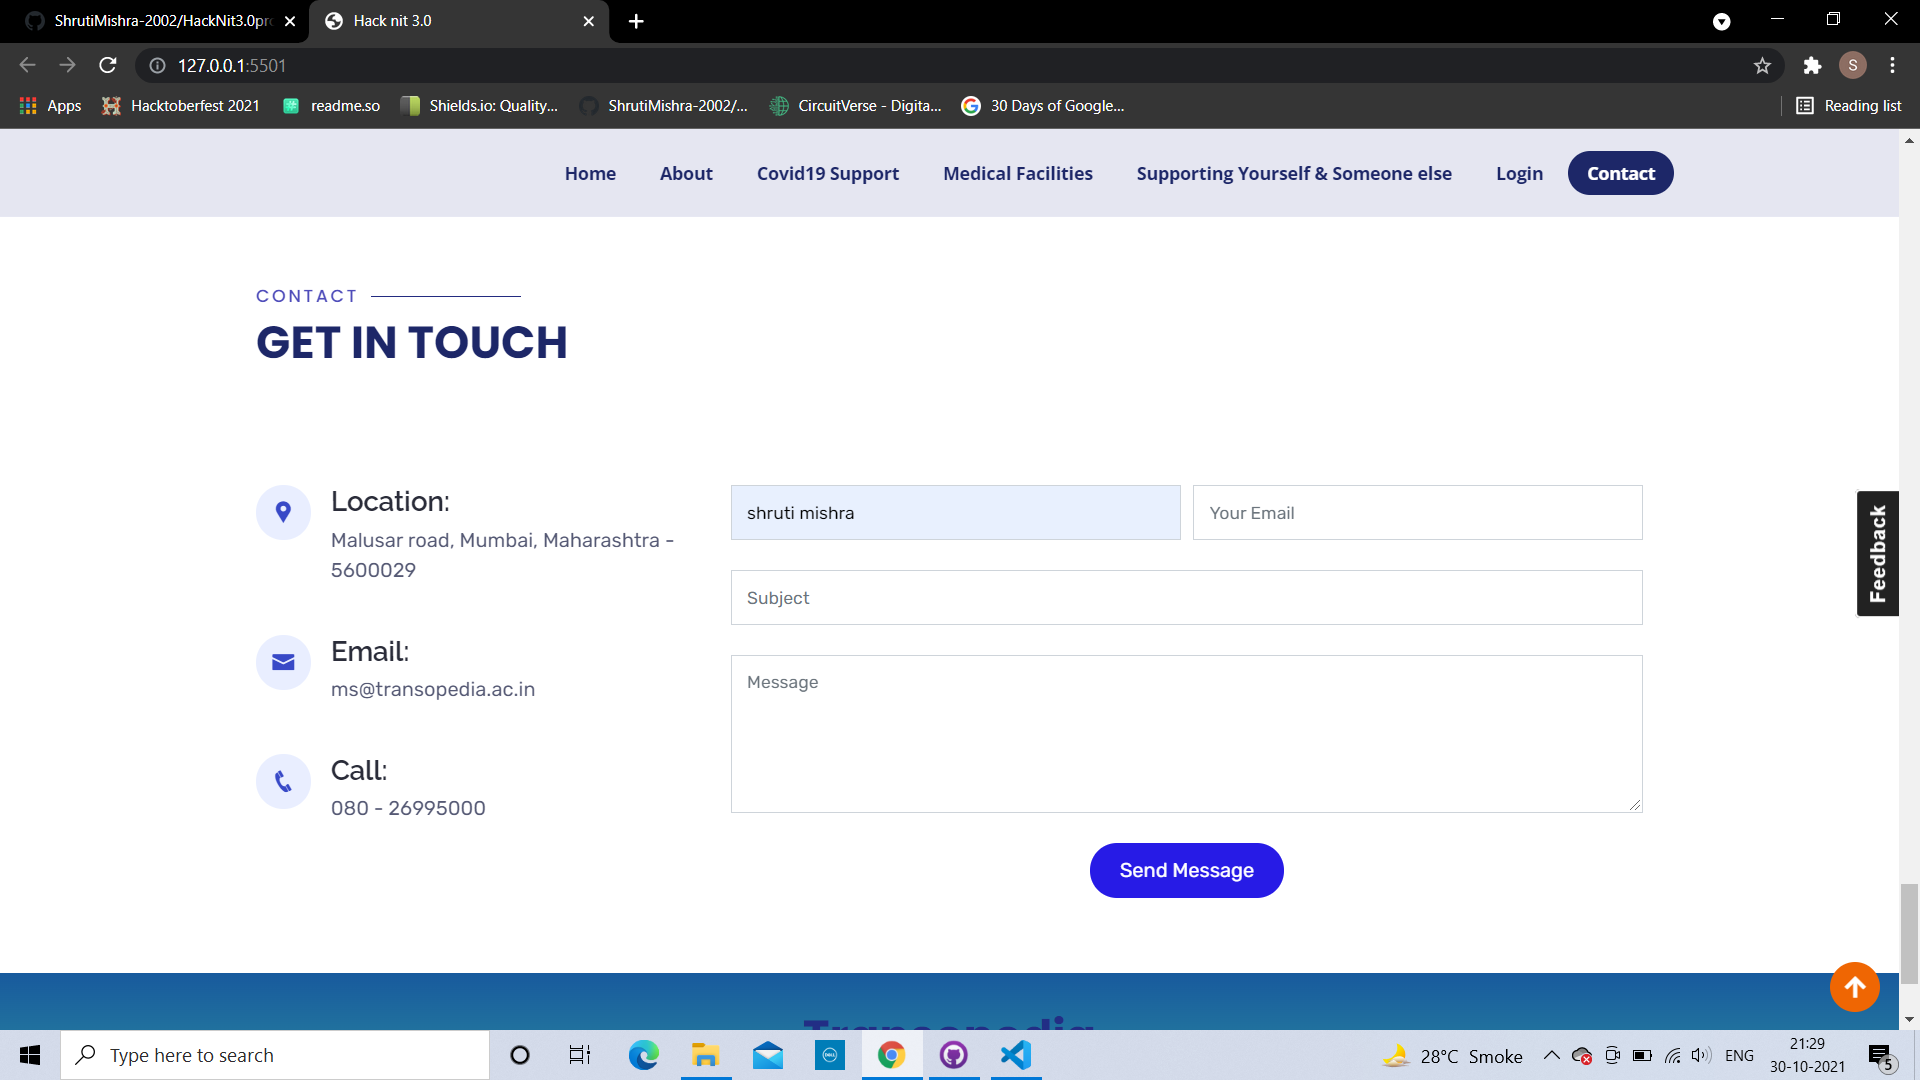 ShrutiMishra-2002/HackNit3.0pr
Hack nit 3.0
127.0.0.1:5501
S
Apps
Hacktoberfest 2021
readme.so
Shields.io: Quality...
ShrutiMishra-2002/...
CircuitVerse - Digita...
30 Days of Google...
Reading list
Home
About
Covid19 Support
Medical Facilities
Supporting Yourself & Someone else
Login
Contact
CONTACT
GET IN TOUCH
Location:
Malusar road, Mumbai, Maharashtra -
5600029
Email:
ms@transopedia.ac.in
Call:
080 - 26995000
shruti mishra
Your Email
Subject
Message
Send Message
Feedback
Transopedia
Type here to search
DELL
28°C Smoke
ENG
21:29
30-10-2021
5